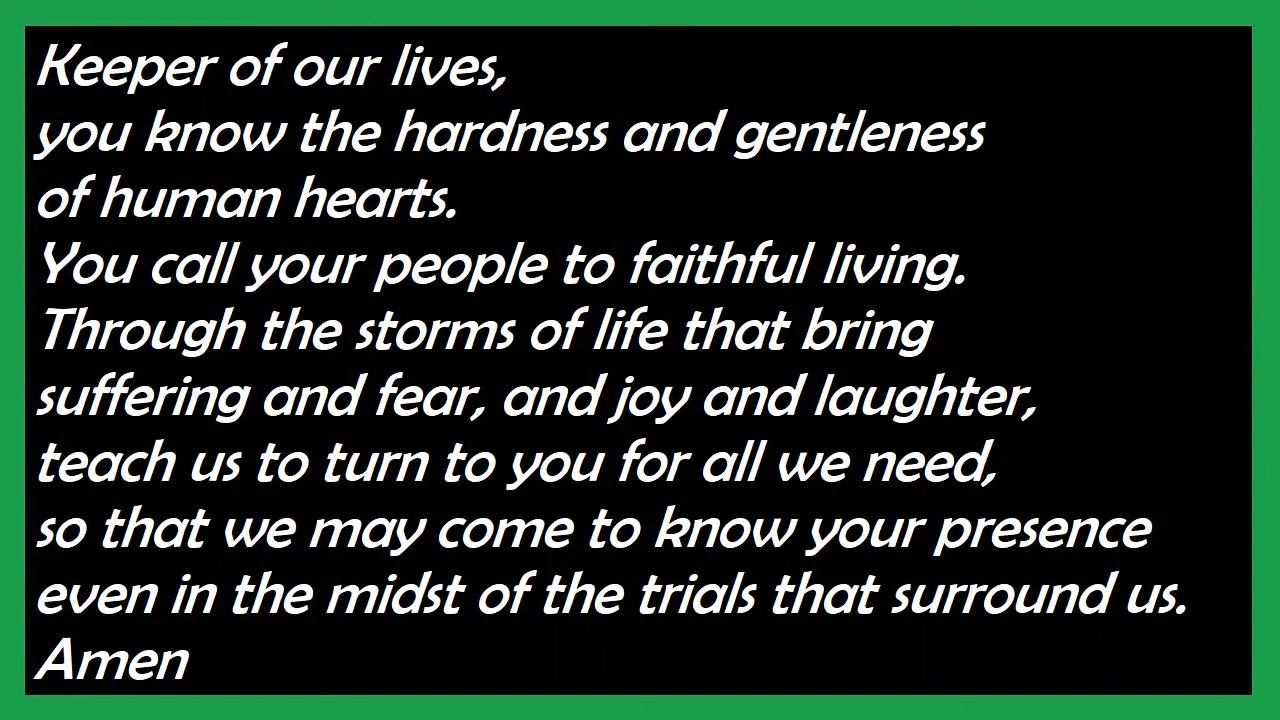 Keeper of our lives,
you know the hardness and gentleness
of human hearts.
You call your people to faithful living.
Through the storms of life that bring
suffering and fear, and joy and laughter,
teach us to turn to you for all we need,
so that we may come to know your presence
even in the midst of the trials that surround us.
Amen